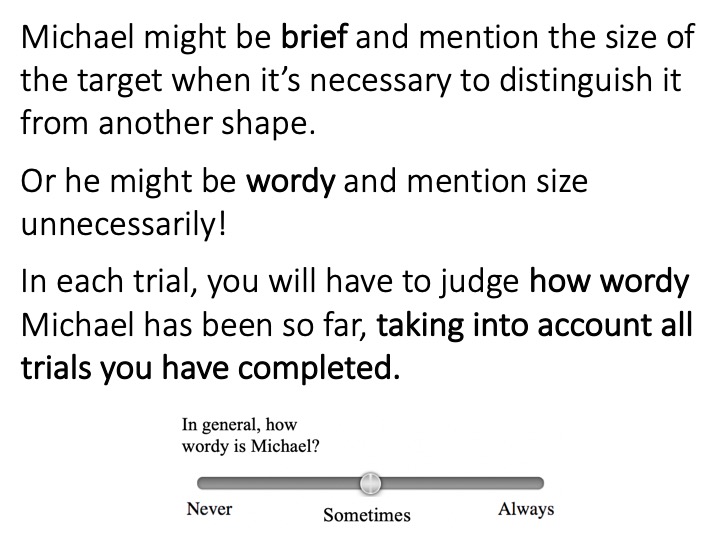 Michael might be brief and mention the size of
the target when it’s necessary to distinguish it
from another shape.
Or he might be wordy and mention size
unnecessarily!
In each trial, you will have to judge how wordy
Michael has been so far, taking into account all
trials you have completed.
In general, how
wordy is Michael?
Never
Sometimes
Always